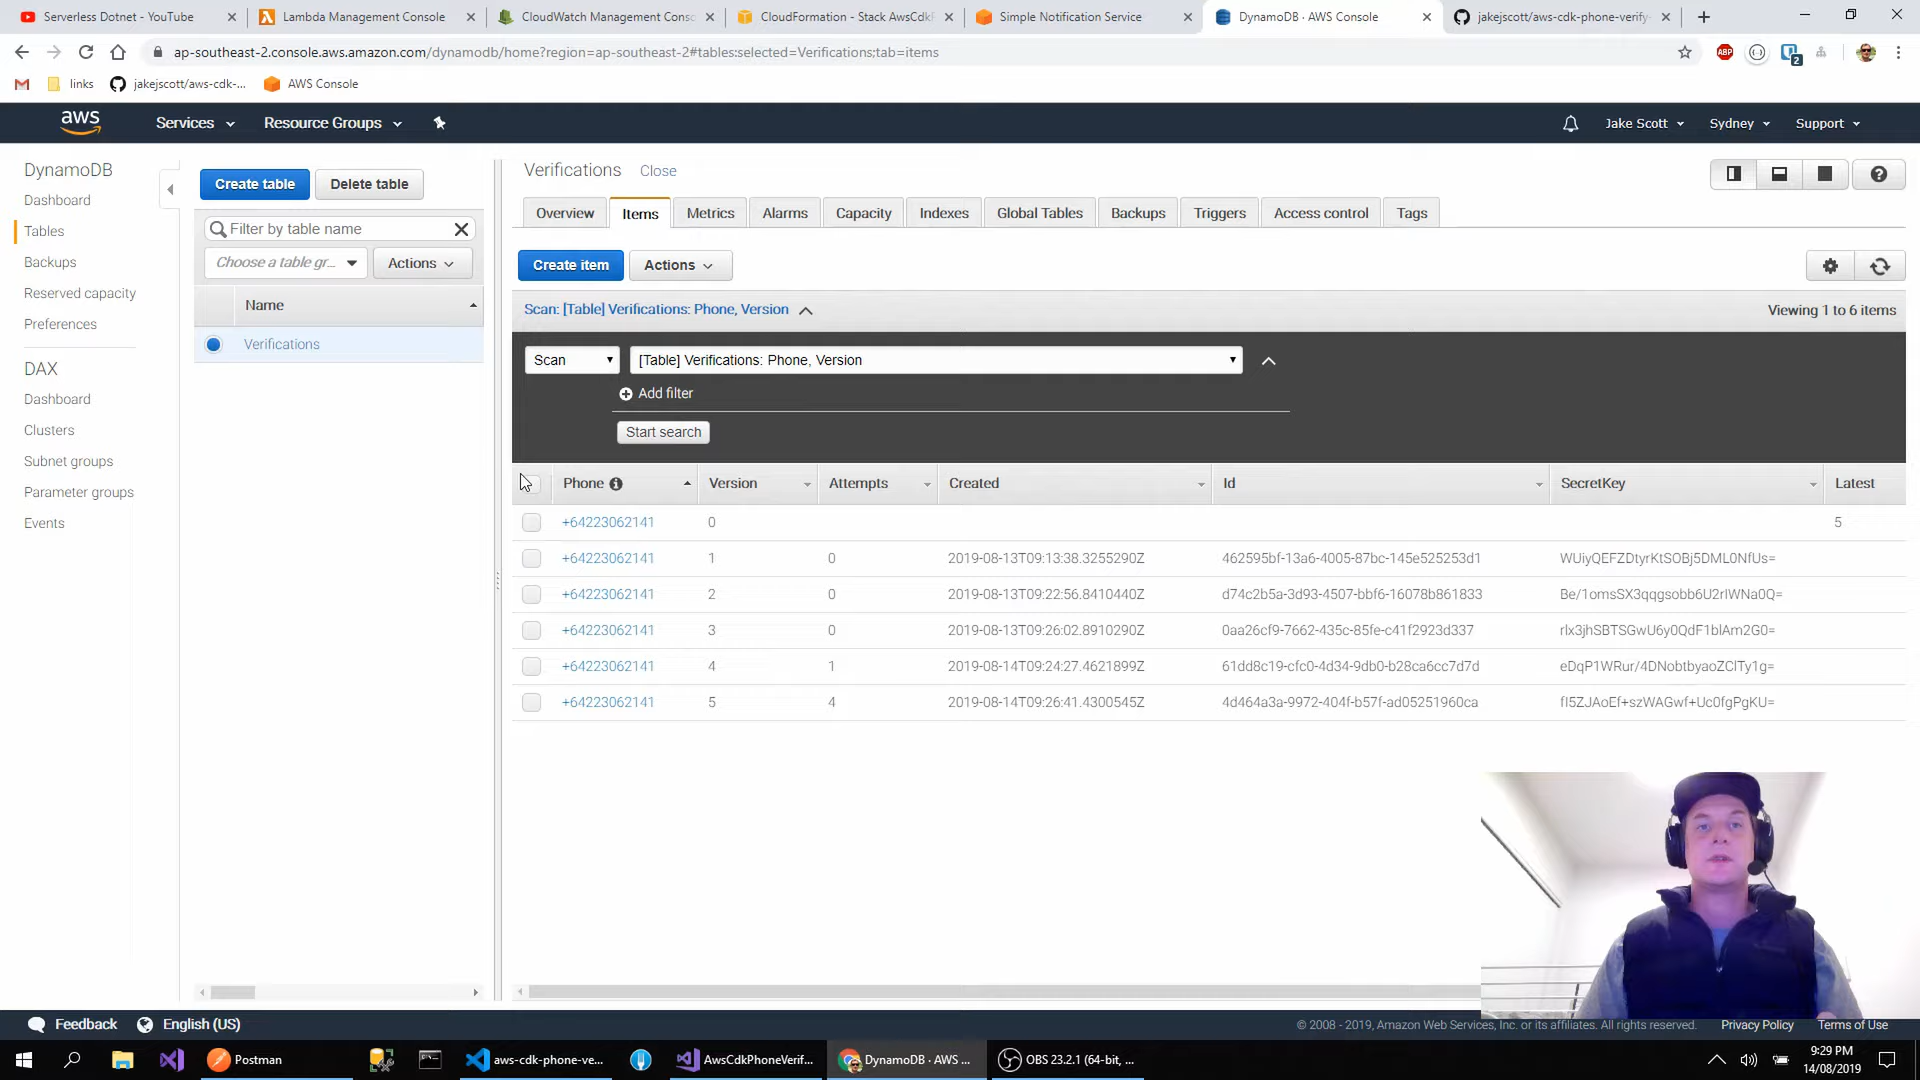 Serverless Dotnet - YouTube
Lambda Management Console
CloudWatch Management Conso
CloudFormation - Stack AwsCdkP
Simple Notification Service
DynamoDB · AWS Console
jakejscott/aws-cdk-phone-verify
ap-southeast-2.console.aws.amazon.com/dynamodb/home?region=ap-southeast-2#tables:selected=Verifications;tab=items
ABP
2
links
jakejscott/aws-cdk-...
AWS Console
aws
Services
Resource Groups
Jake Scott
Sydney
Support
DynamoDB
Dashboard
Tables
Backups
Reserved capacity
Preferences
DAX
Dashboard
Clusters
Subnet groups
Parameter groups
Events
Create table
Delete table
Filter by table name
Choose a table gr...
Actions
Name
Verifications
Verifications
Close
Overview
Items
Metrics
Alarms
Capacity
Indexes
Global Tables
Backups
Triggers
Access control
Tags
Create item
Actions
Scan: [Table] Verifications: Phone, Version
Viewing 1 to 6 items
Scan
[Table] Verifications: Phone, Version
Add filter
Start search
Phone Version Attempts Created Id SecretKey Latest
+64223062141 0 5
+64223062141 1 0 2019-08-13T09:13:38.3255290Z 462595bf-13a6-4005-87bc-145e525253d1 WUiyQEFZDtyrKtSOBj5DML0NfUs=
+64223062141 2 0 2019-08-13T09:22:56.8410440Z d74c2b5a-3d93-4507-bbf6-16078b861833 Be/1omsSX3qqgsobb6U2rIWNa0Q=
+64223062141 3 0 2019-08-13T09:26:02.8910290Z 0aa26cf9-7662-435c-85fe-c41f2923d337 rlx3jhSBTSGwU6y0QdF1blAm2G0=
+64223062141 4 1 2019-08-14T09:24:27.4621899Z 61dd8c19-cfc0-4d34-9db0-b28ca6cc7d7d eDqP1WRur/4DNobtbyaoZClTy1g=
+64223062141 5 4 2019-08-14T09:26:41.4300545Z 4d464a3a-9972-404f-b57f-ad05251960ca fI5ZJAoEf+szWAGwf+Uc0fgPgKU=
Feedback
English (US)
© 2008 - 2019, Amazon Web Services, Inc. or its affiliates. All rights reserved.
Privacy Policy
Terms of Use
Postman
aws-cdk-phone-ve...
AwsCdkPhoneVerif...
DynamoDB · AWS ...
OBS 23.2.1 (64-bit, ...
9:29 PM
14/08/2019